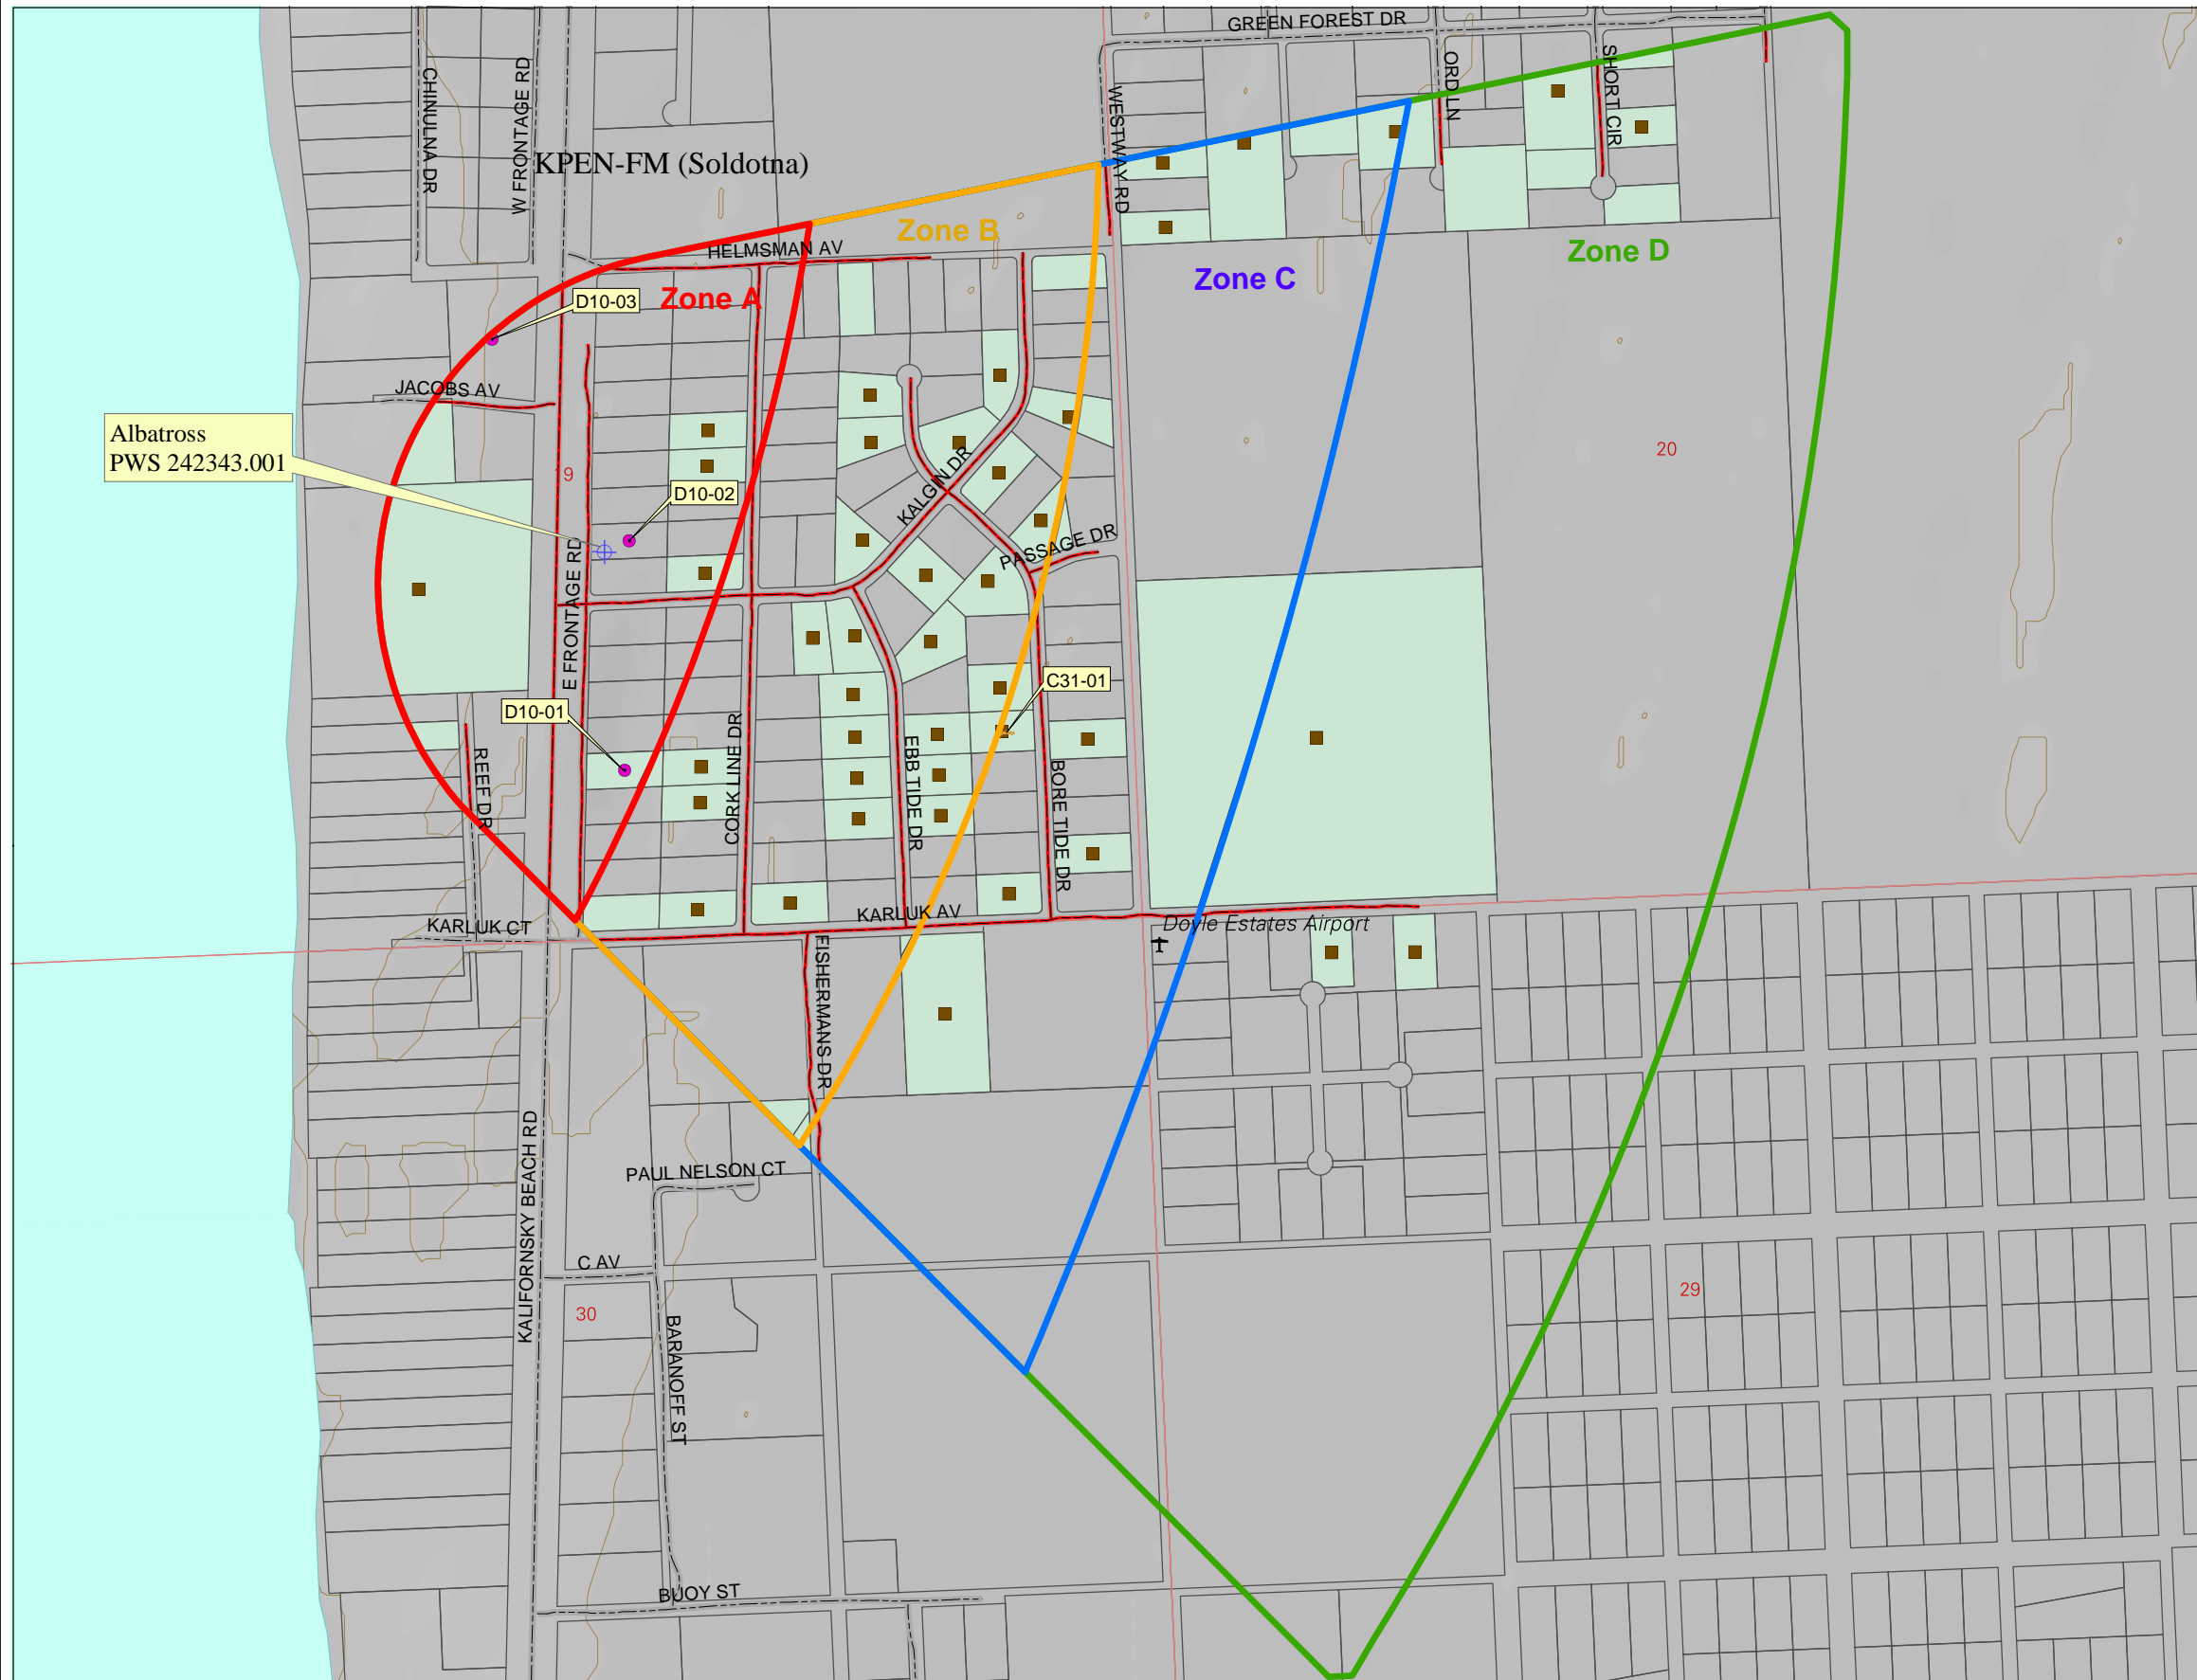 GREEN FOREST DR
CHINULNA DR
W FRONTAGE RD
ORD LN
SHORT CIR
WESTWAY RD
KPEN-FM (Soldotna)
Zone B
HELMSMAN AV
Zone D
Zone C
Zone A
D10-03
JACOBS AV
Albatross
PWS 242343.001
9
20
D10-02
KALGIN DR
PASSAGE DR
E FRONTAGE RD
C31-01
D10-01
REEF DR
CORK LINE DR
EBB TIDE DR
BORE TIDE DR
KARLUK CT
KARLUK AV
Doyle Estates Airport
FISHERMANS DR
PAUL NELSON CT
KALIFORNSKY BEACH RD
C AV
30
29
BARANOFF ST
BUOY ST